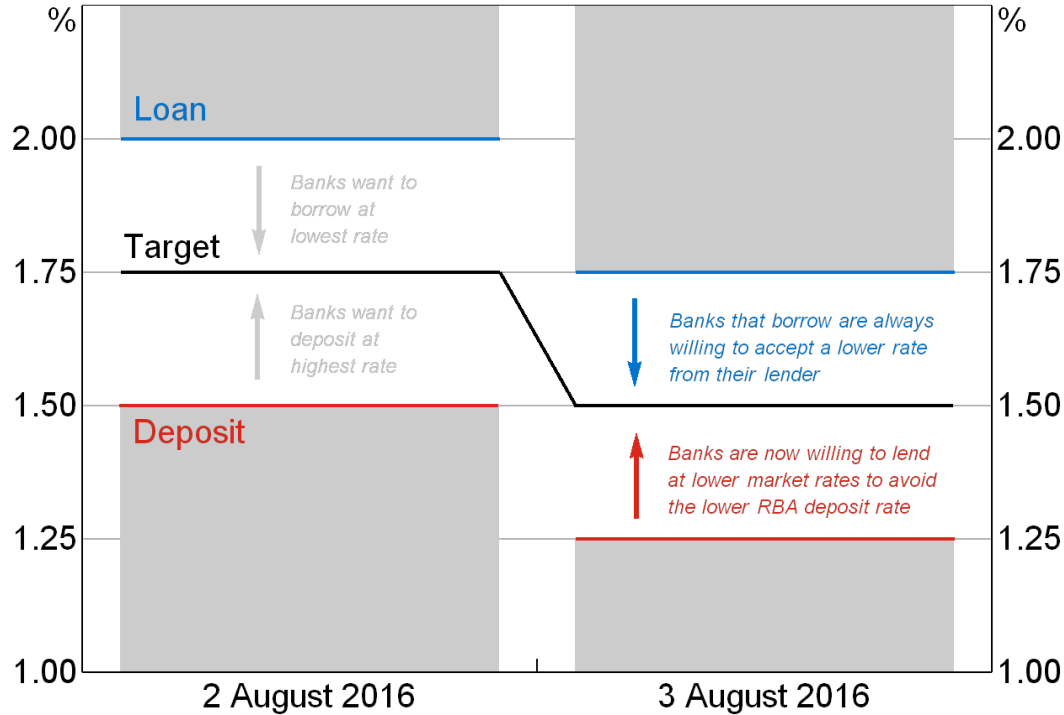 % %
Loan
2.00 2.00
Banks want to
borrow at
lowest rate
Target
1.75 1.75
Banks want to
deposit at
highest rate
Banks that borrow are always
willing to accept a lower rate
from their lender
1.50 1.50
Deposit
Banks are now willing to lend
at lower market rates to avoid
the lower RBA deposit rate
1.25 1.25
1.00 1.00
2 August 2016 3 August 2016